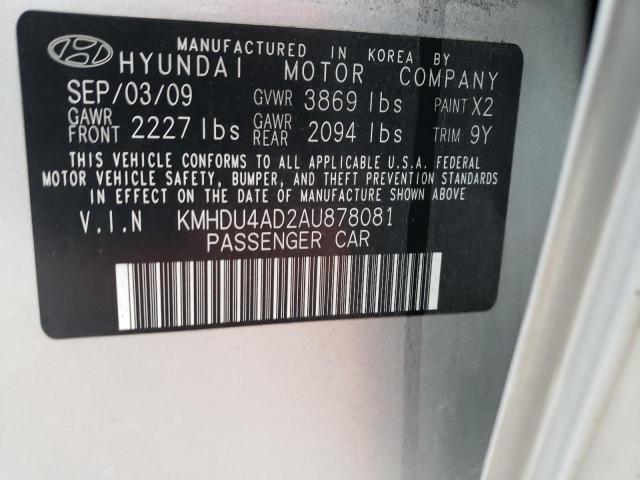 MANUFACTURED IN KOREA BY
HYUNDAI MOTOR COMPANY
SEP/03/09 GVWR 3869 lbs PAINT X2
GAWR FRONT 2227 lbs GAWR REAR 2094 lbs TRIM 9Y
THIS VEHICLE CONFORMS TO ALL APPLICABLE U.S.A. FEDERAL
MOTOR VEHICLE SAFETY, BUMPER, AND THEFT PREVENTION STANDARDS
IN EFFECT ON THE DATE OF MANUFACTURE SHOWN ABOVE.
V.I.N KMHDU4AD2AU878081
PASSENGER CAR